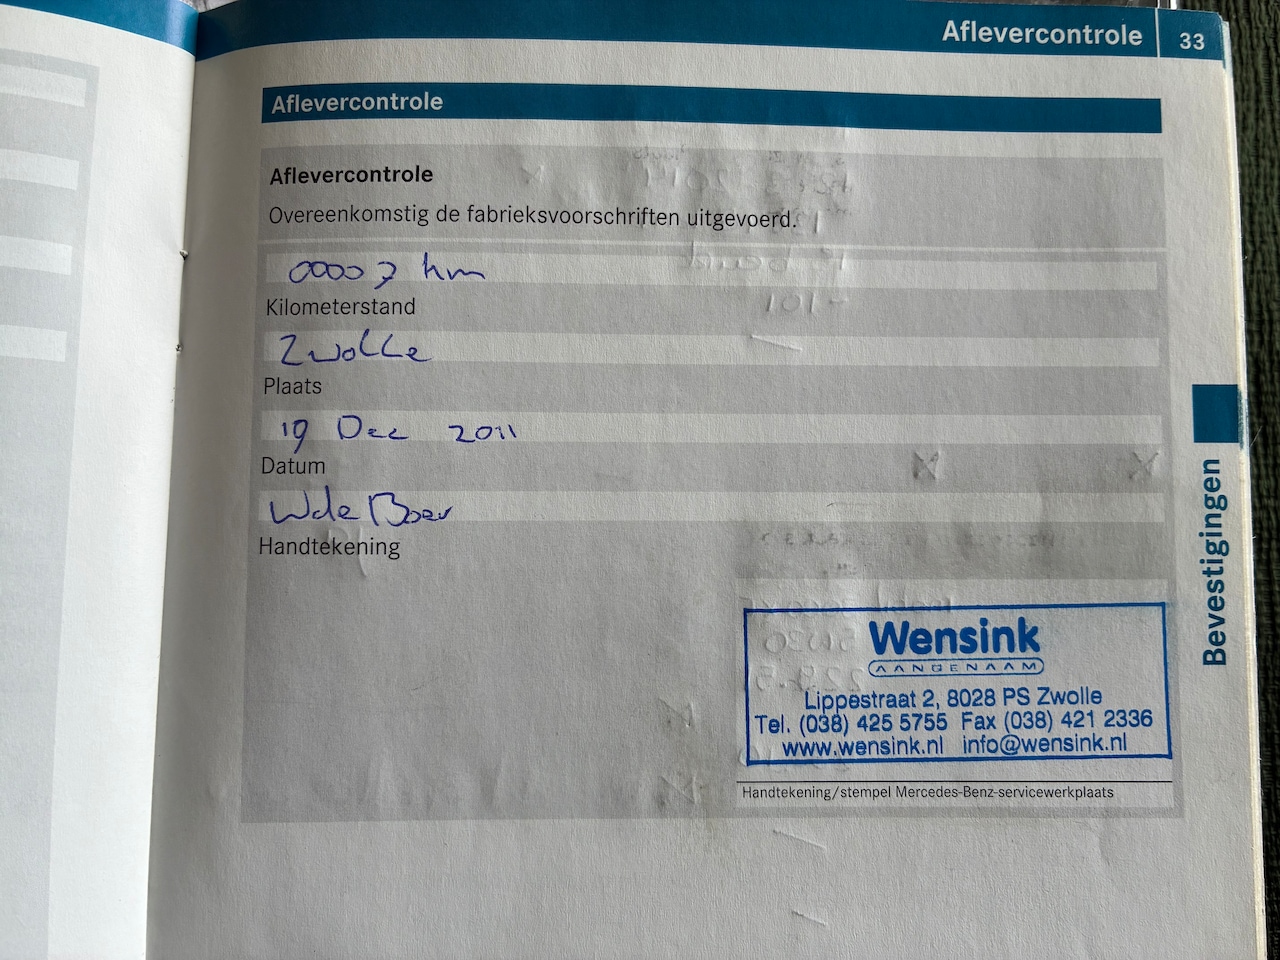 Aflevercontrole 33
Aflevercontrole
Aflevercontrole
Overeenkomstig de fabrieksvoorschriften uitgevoerd.
00007 km
Kilometerstand
Zwolle
Plaats
19 Dec 2011
Datum
W de Boer
Handtekening
Wensink
AANGENAAM
Lippestraat 2, 8028 PS Zwolle
Tel. (038) 425 5755 Fax (038) 421 2336
www.wensink.nl info@wensink.nl
Handtekening/stempel Mercedes-Benz-servicewerkplaats
Bevestigingen